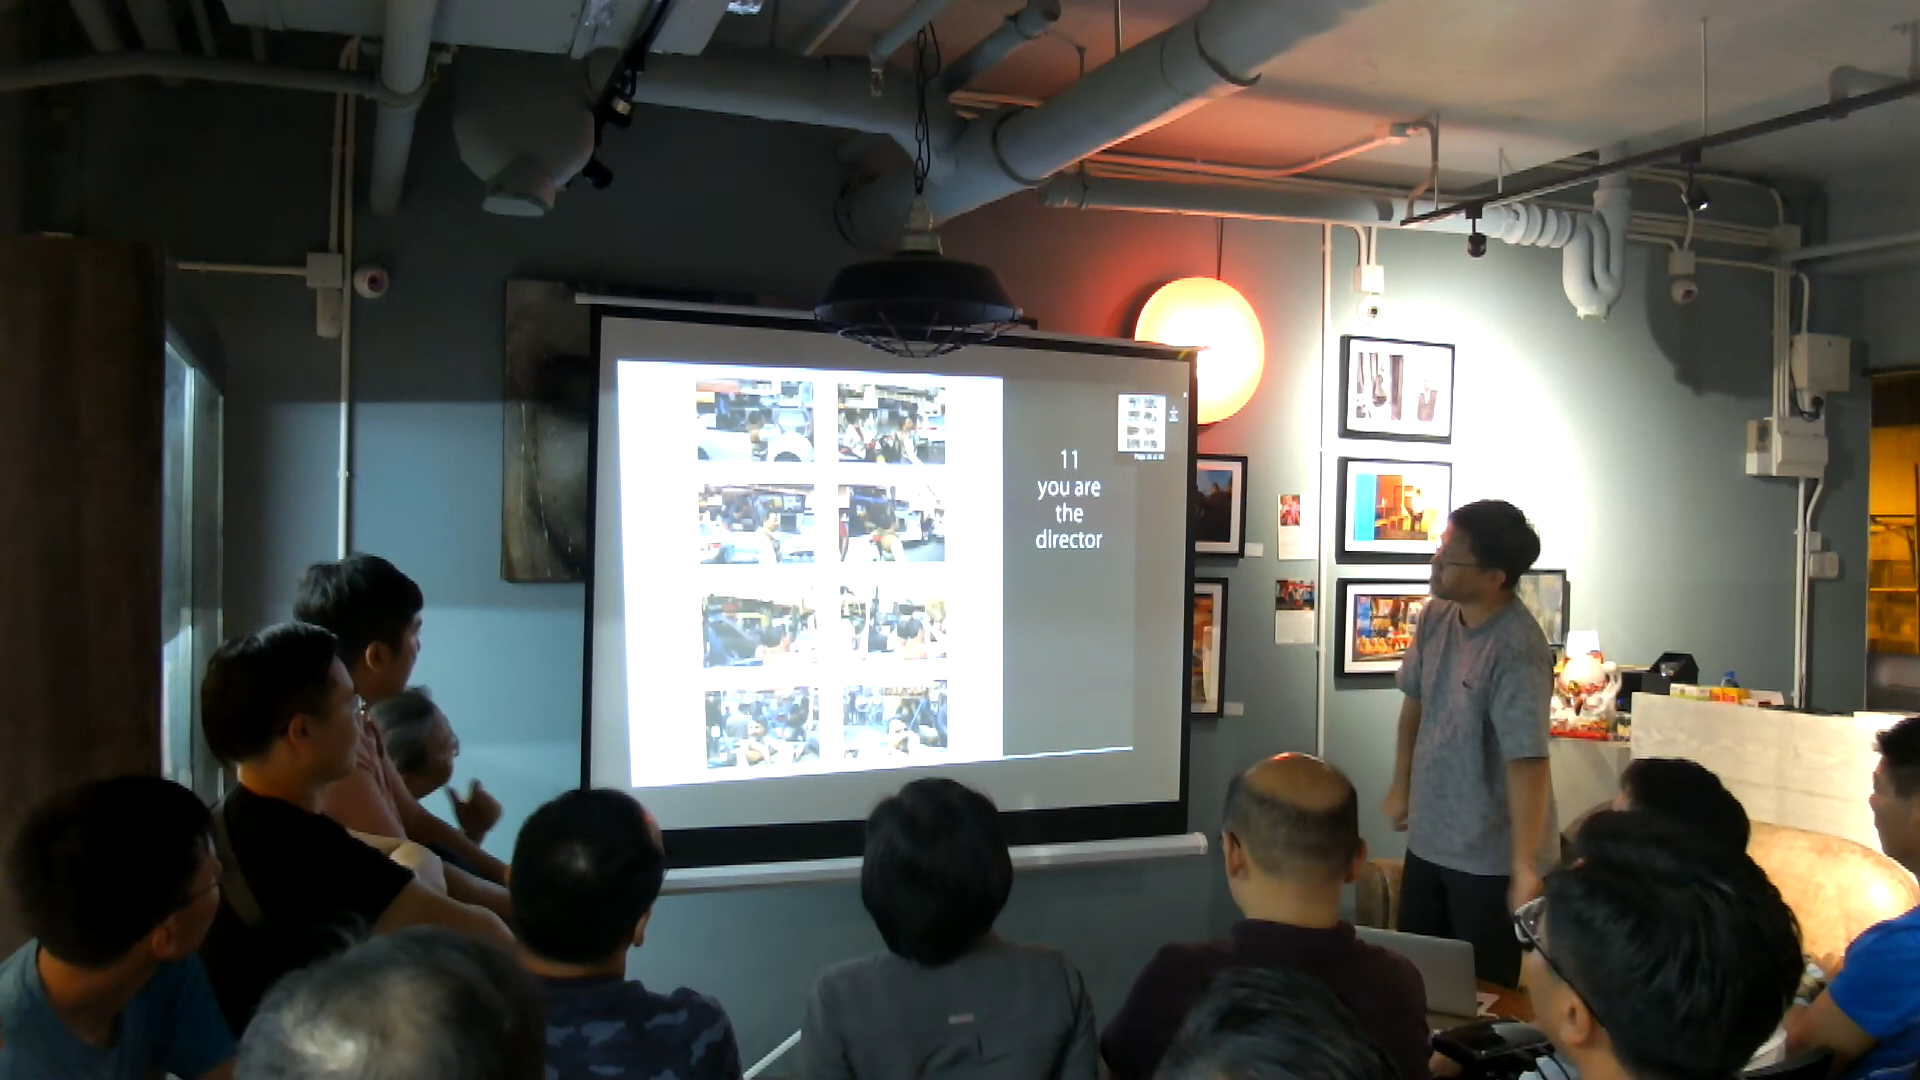 11
you are
the
director